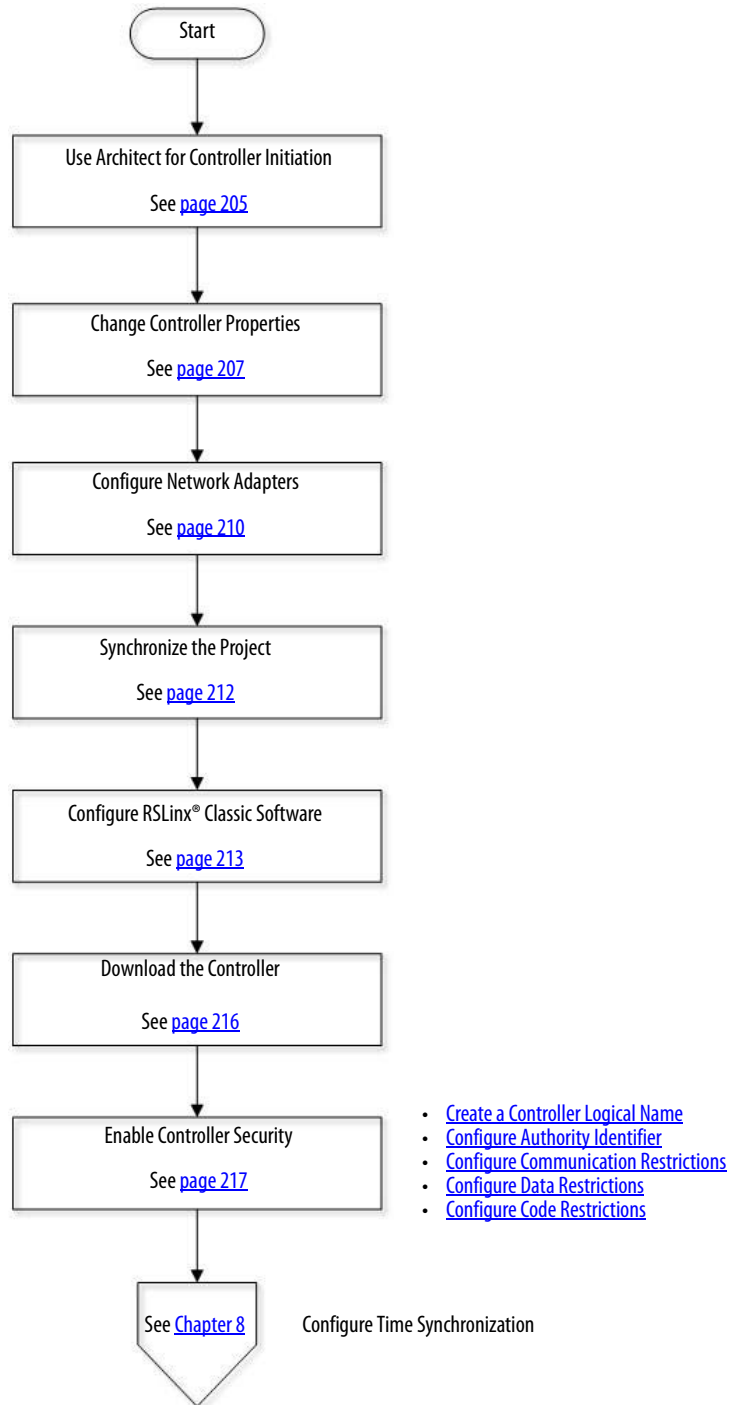 Start
Use Architect for Controller Initiation
See page 205
Change Controller Properties
See page 207
Configure Network Adapters
See page 210
Synchronize the Project
See page 212
Configure RSLinx® Classic Software
See page 213
Download the Controller
See page 216
Enable Controller Security
See page 217
• Create a Controller Logical Name
• Configure Authority Identifier
• Configure Communication Restrictions
• Configure Data Restrictions
• Configure Code Restrictions
See Chapter 8
Configure Time Synchronization